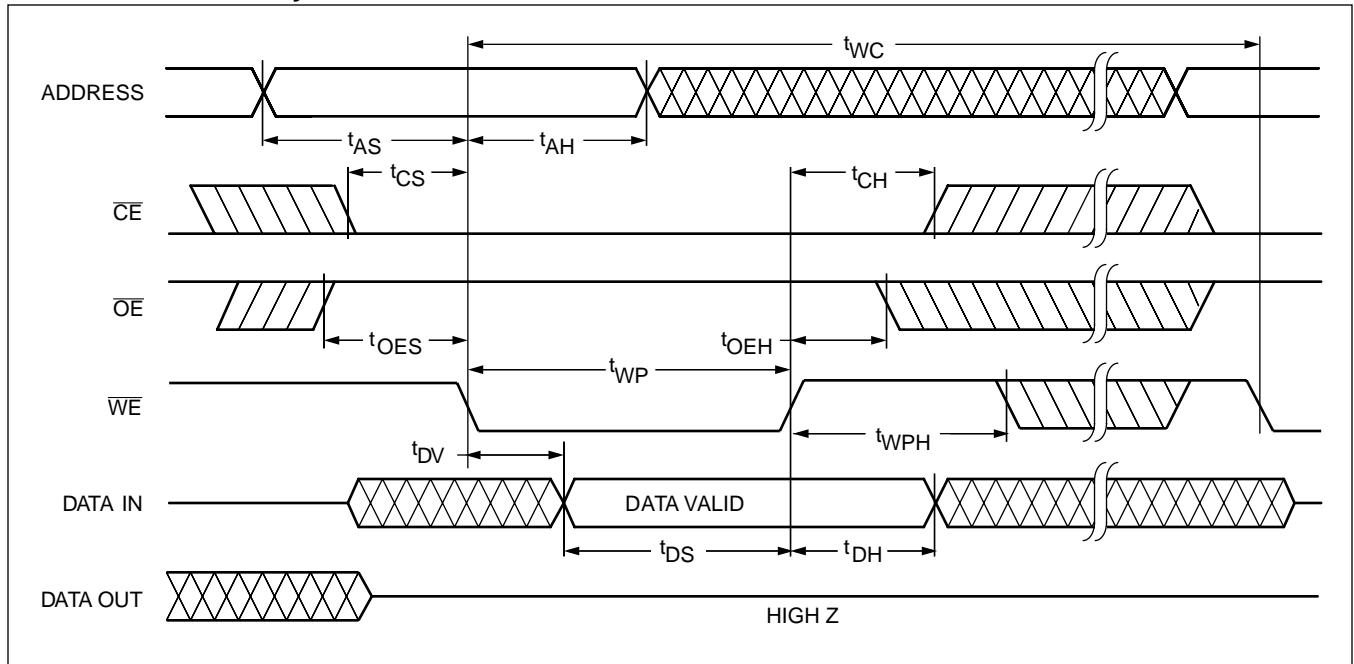 tWC
ADDRESS
tAS
tAH
tCS
tCH
CE
OE
tOES
tOEH
tWP
WE
tWPH
tDV
DATA IN
DATA VALID
tDS
tDH
DATA OUT
HIGH Z